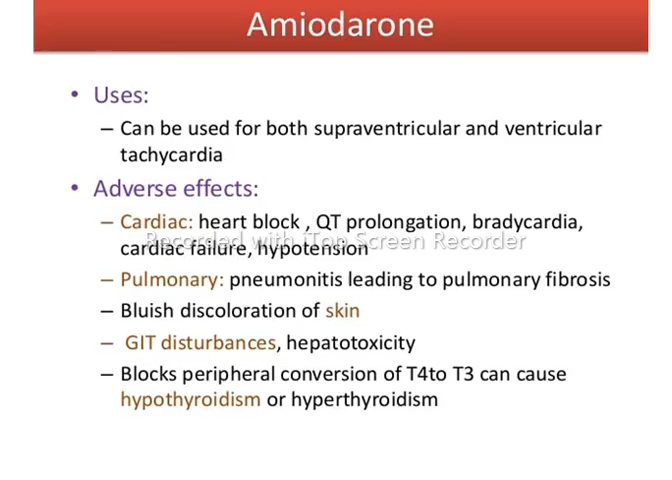 Amiodarone
• Uses:
– Can be used for both supraventricular and ventricular
tachycardia
• Adverse effects:
– Cardiac: heart block , QT prolongation, bradycardia,
Recorded with iTop Screen Recorder
cardiac failure, hypotension
– Pulmonary: pneumonitis leading to pulmonary fibrosis
– Bluish discoloration of skin
– GIT disturbances, hepatotoxicity
– Blocks peripheral conversion of T4to T3 can cause
hypothyroidism or hyperthyroidism